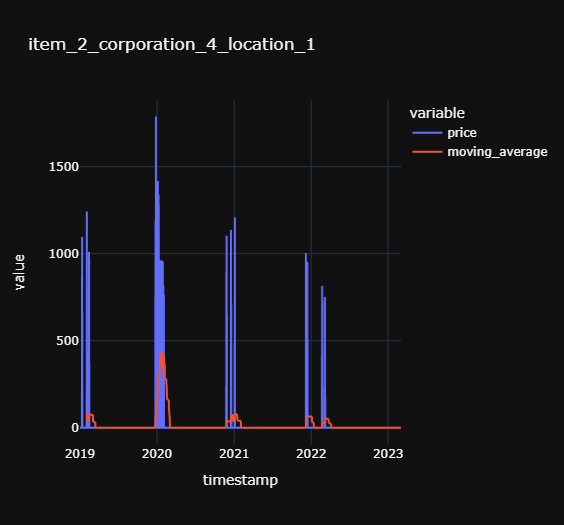 item_2_corporation_4_location_1
variable
price
moving_average
value
1500
1000
500
0
2019
2020
2021
2022
2023
timestamp